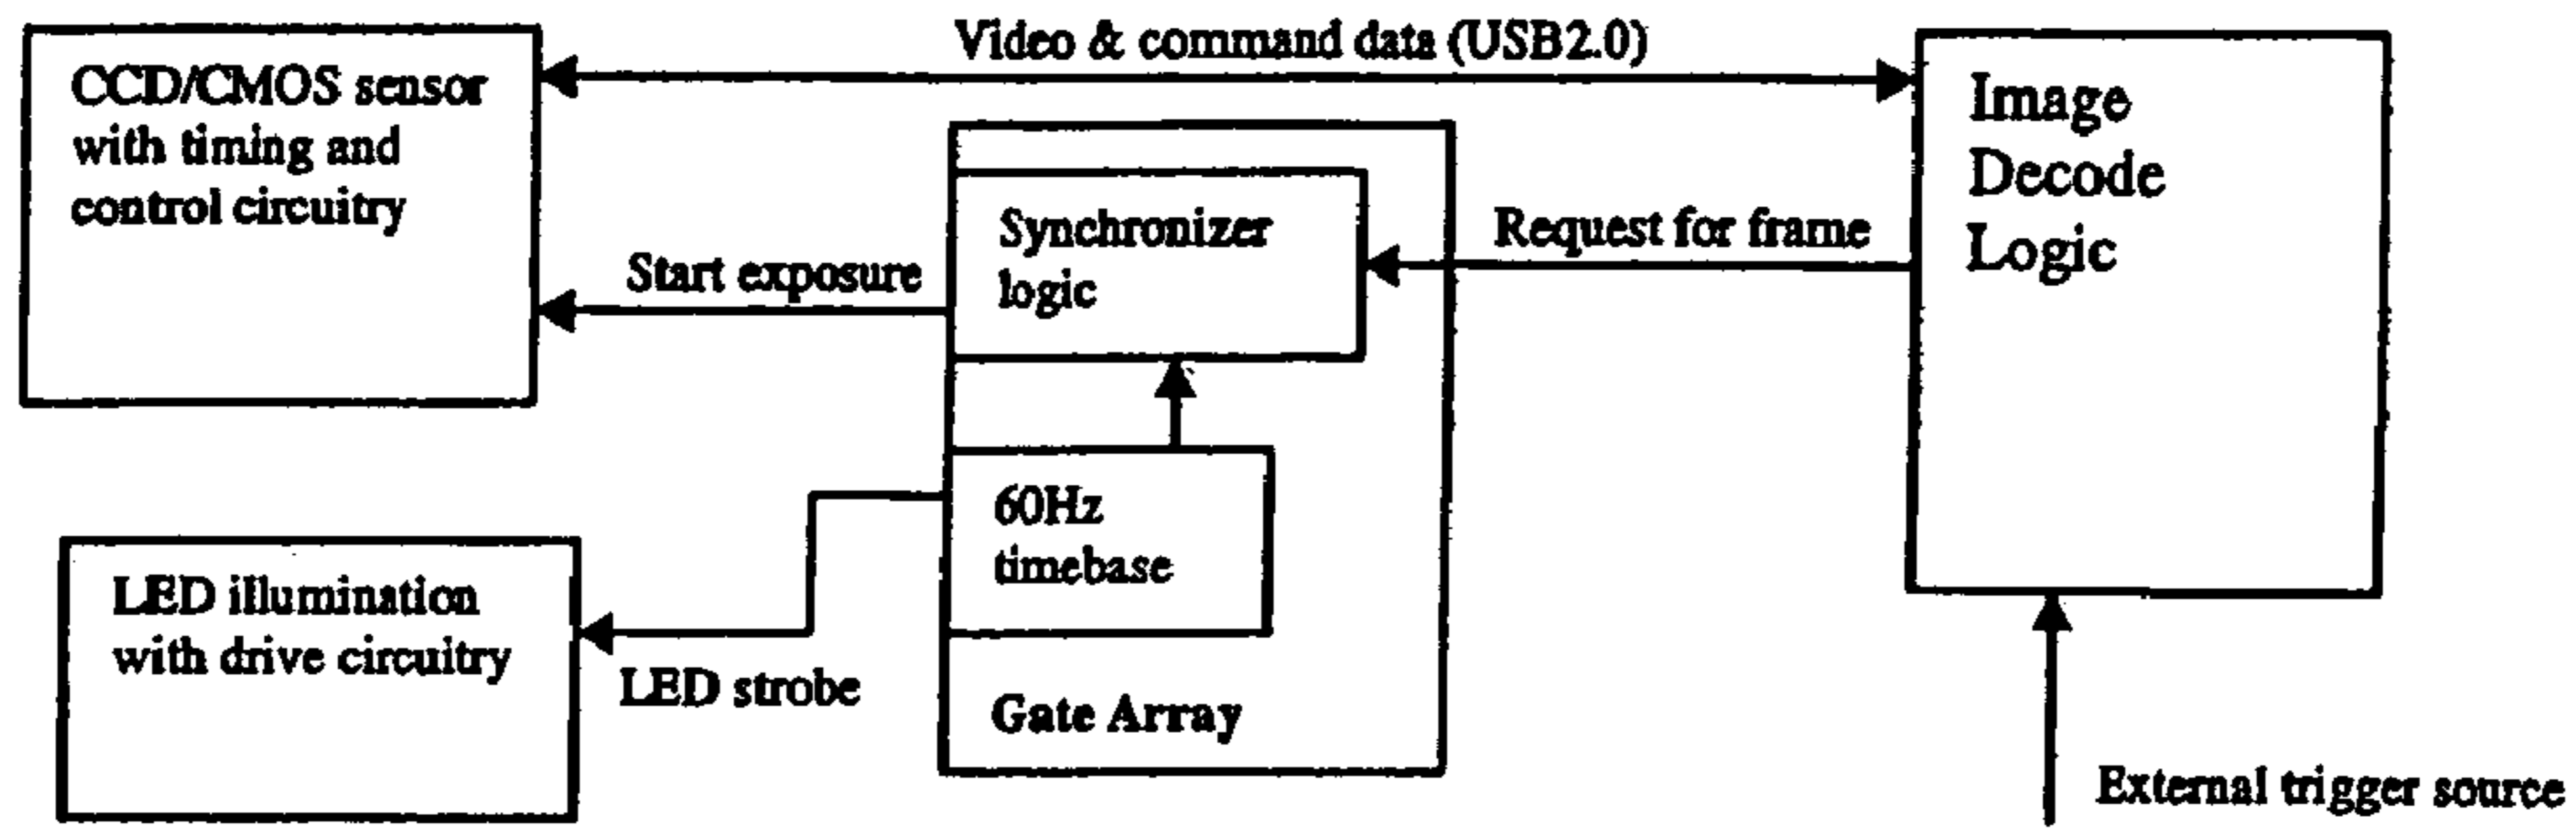 Video & command data (USB2.0)
CCD/CMOS sensor
with timing and
control circuitry
Image
Decode
Logic
Synchronizer
logic
Request for frame
Start exposure
60Hz
timebase
LED illumination
with drive circuitry
LED strobe
Gate Array
External trigger source